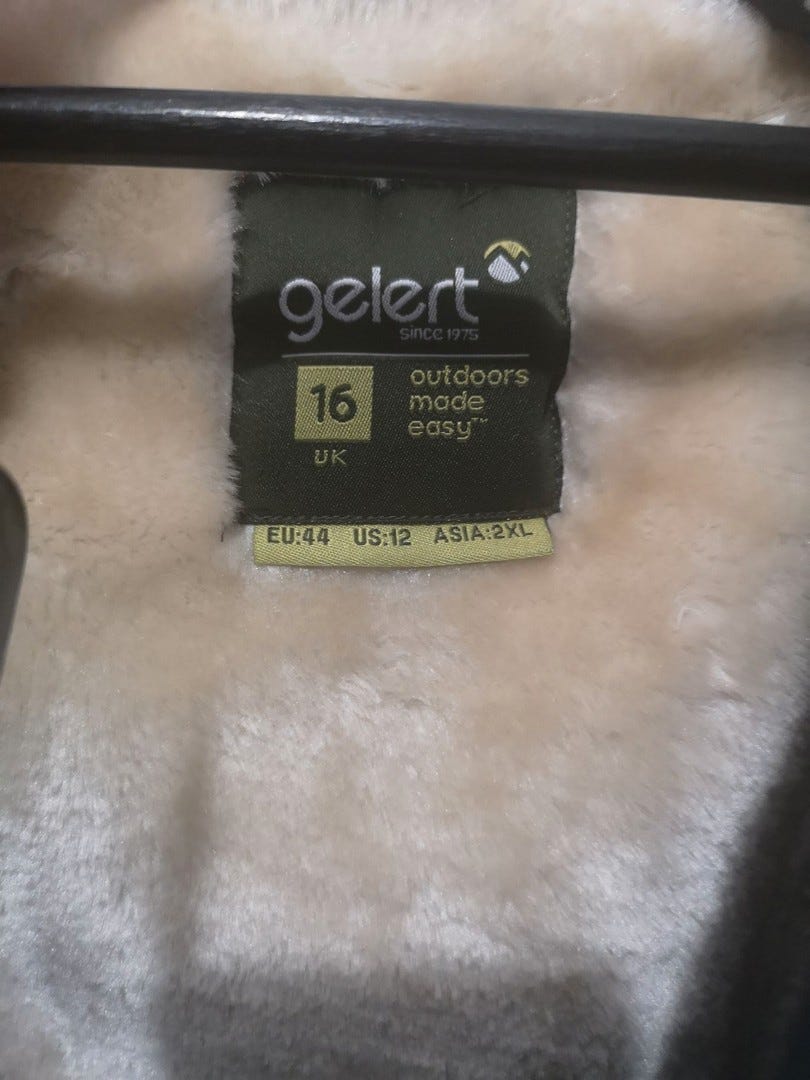 gelert
since 1975
16
UK
outdoors
made
easy™
EU:44 US:12 ASIA:2XL